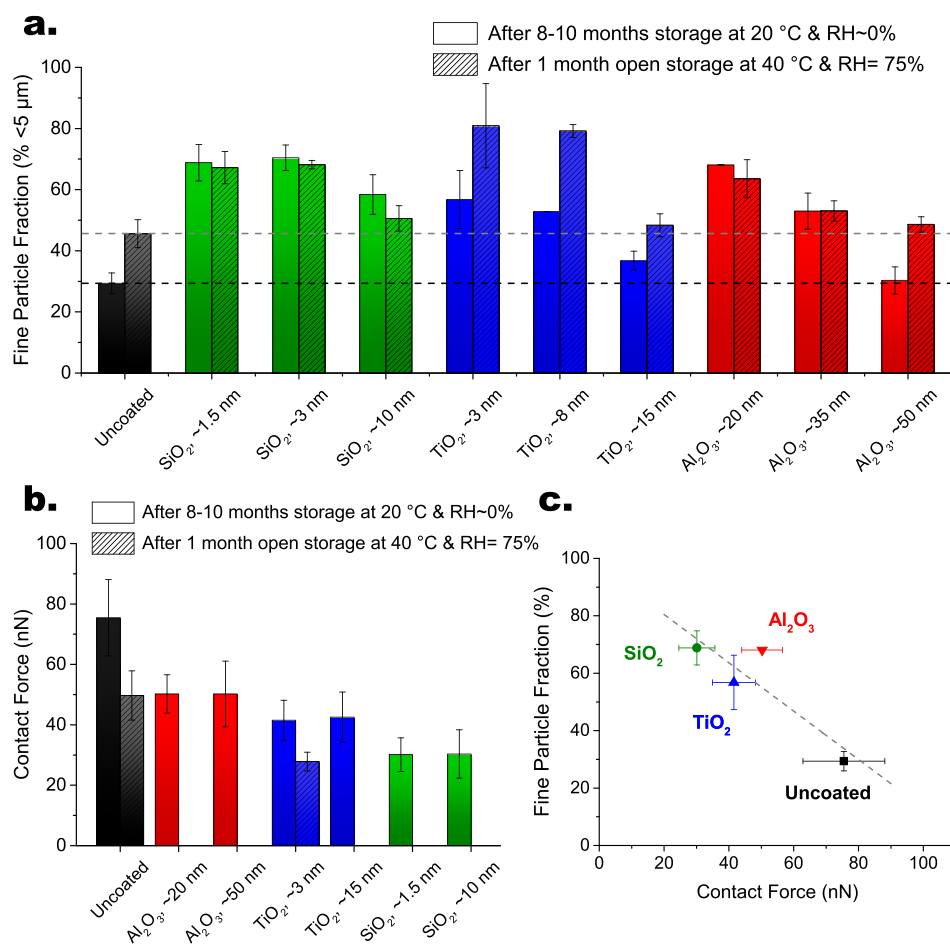 a.
After 8-10 months storage at 20 °C & RH~0%
After 1 month open storage at 40 °C & RH= 75%
Fine Particle Fraction (% <5 µm)
100
80
60
40
20
0
Uncoated
SiO₂, ~1.5 nm
SiO₂, ~3 nm
SiO₂, ~10 nm
TiO₂, ~3 nm
TiO₂, ~8 nm
TiO₂, ~15 nm
Al₂O₃, ~20 nm
Al₂O₃, ~35 nm
Al₂O₃, ~50 nm
b.
After 8-10 months storage at 20 °C & RH~0%
After 1 month open storage at 40 °C & RH= 75%
Contact Force (nN)
100
80
60
40
20
0
Uncoated
Al₂O₃, ~20 nm
Al₂O₃, ~50 nm
TiO₂, ~3 nm
TiO₂, ~15 nm
SiO₂, ~1.5 nm
SiO₂, ~10 nm
c.
Fine Particle Fraction (%)
100
80
60
40
20
0
Al₂O₃
SiO₂
TiO₂
Uncoated
0 20 40 60 80 100
Contact Force (nN)